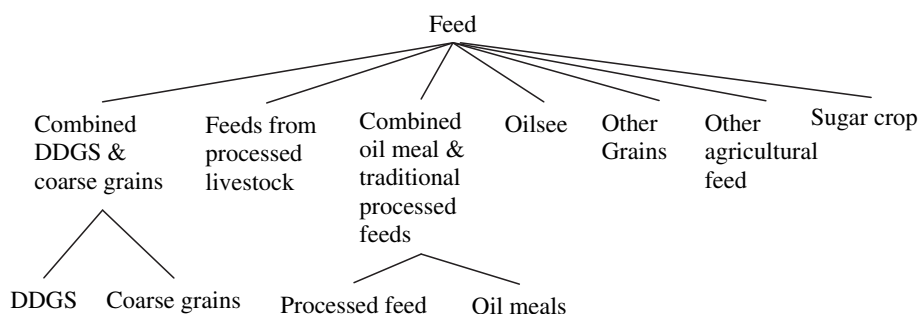 Feed
Combined
DDGS &
coarse grains
Feeds from
processed
livestock
Combined
oil meal &
traditional
processed
feeds
Oilsee
Other
Grains
Other
agricultural
feed
Sugar crop
DDGS
Coarse grains
Processed feed
Oil meals